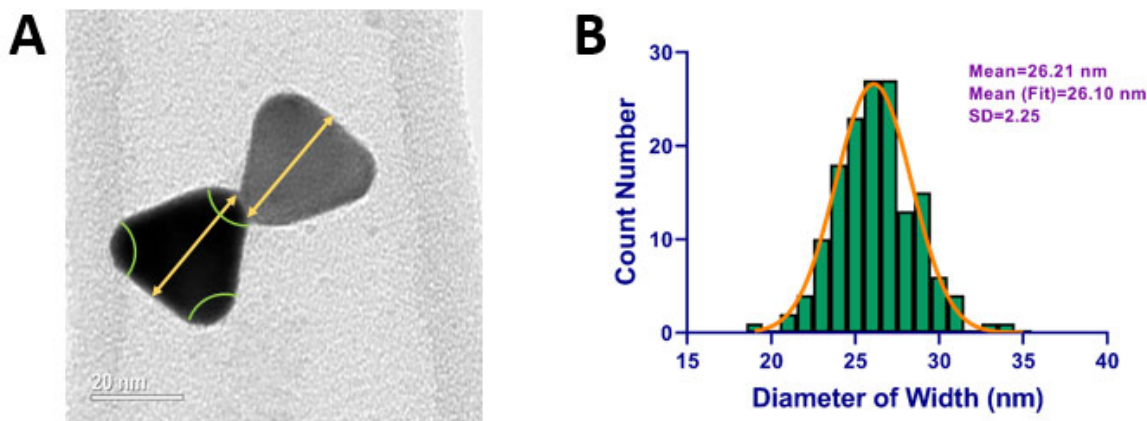 A
20 nm
B
Mean=26.21 nm
Mean (Fit)=26.10 nm
SD=2.25
Count Number
30
20
10
0
15 20 25 30 35 40
Diameter of Width (nm)